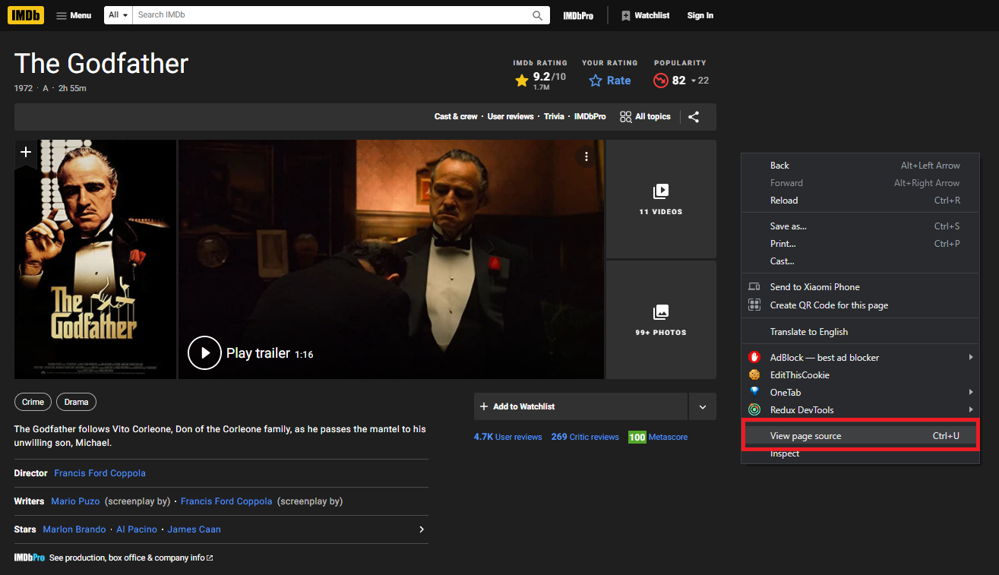 IMDb Menu All Search IMDb IMDbPro Watchlist Sign In
The Godfather
1972 · A · 2h 55m
IMDb RATING YOUR RATING POPULARITY
9.2/10 Rate 82 22
1.7M
Cast & crew · User reviews · Trivia · IMDbPro All topics
The
Godfather
Play trailer 1:16
11 VIDEOS
99+ PHOTOS
Crime Drama
The Godfather follows Vito Corleone, Don of the Corleone family, as he passes the mantel to his
unwilling son, Michael.
Director Francis Ford Coppola
Writers Mario Puzo (screenplay by) · Francis Ford Coppola (screenplay by)
Stars Marlon Brando · Al Pacino · James Caan
IMDbPro See production, box office & company info
+ Add to Watchlist
4.7K User reviews 269 Critic reviews 100 Metascore
Back Alt+Left Arrow
Forward Alt+Right Arrow
Reload Ctrl+R
Save as... Ctrl+S
Print... Ctrl+P
Cast...
Send to Xiaomi Phone
Create QR Code for this page
Translate to English
AdBlock — best ad blocker
EditThisCookie
OneTab
Redux DevTools
View page source Ctrl+U
Inspect